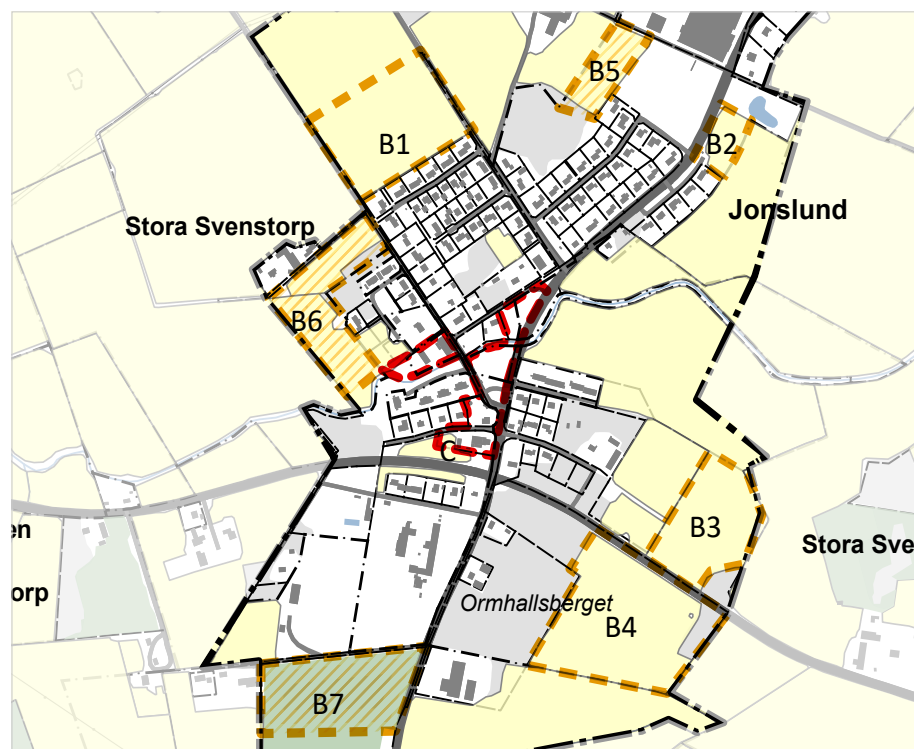 B5
B1
B2
Jonslund
Stora Svenstorp
B6
C
B3
en
Stora Sve
orp
Ormhallsberget
B4
B7